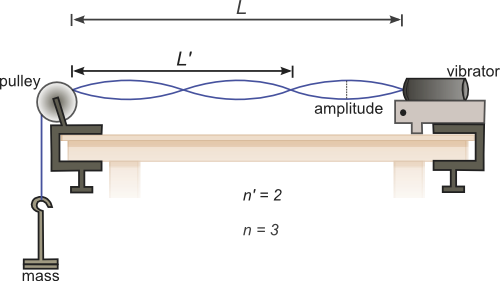 L
L'
pulley
vibrator
amplitude
n' = 2
n = 3
mass